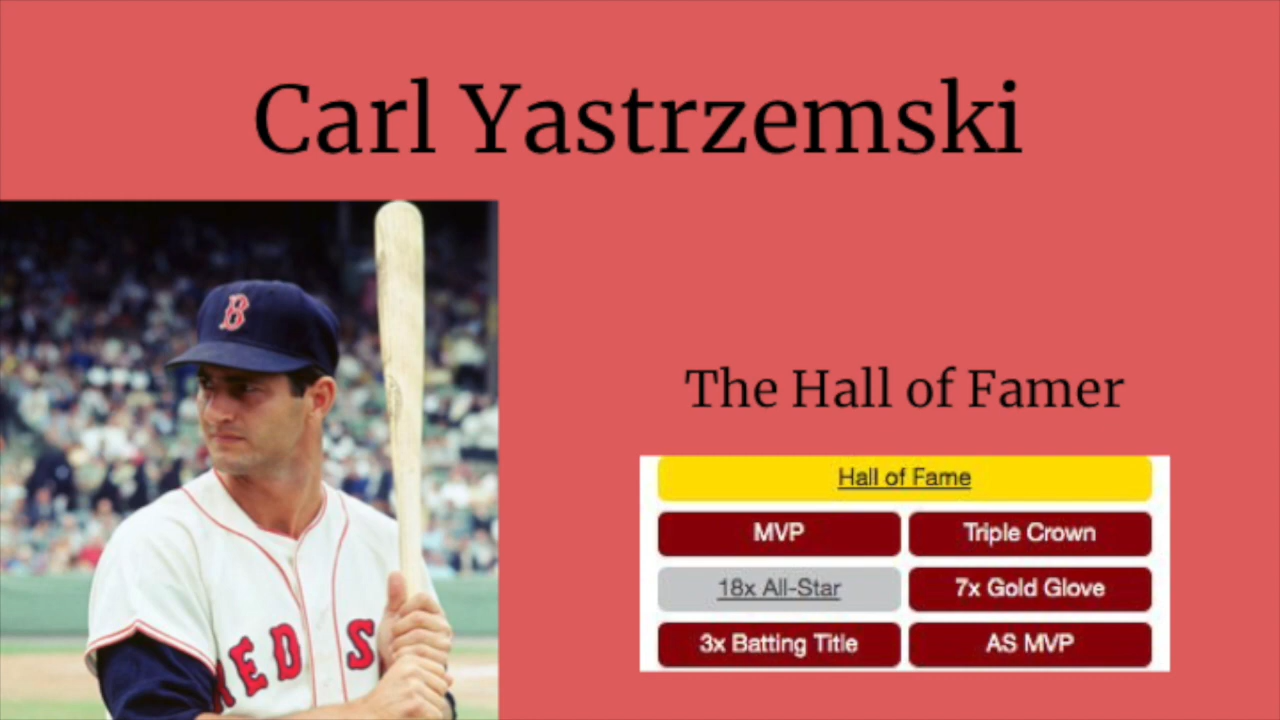 Carl Yastrzemski
B
RED S
The Hall of Famer
Hall of Fame
MVP Triple Crown
18x All-Star 7x Gold Glove
3x Batting Title AS MVP